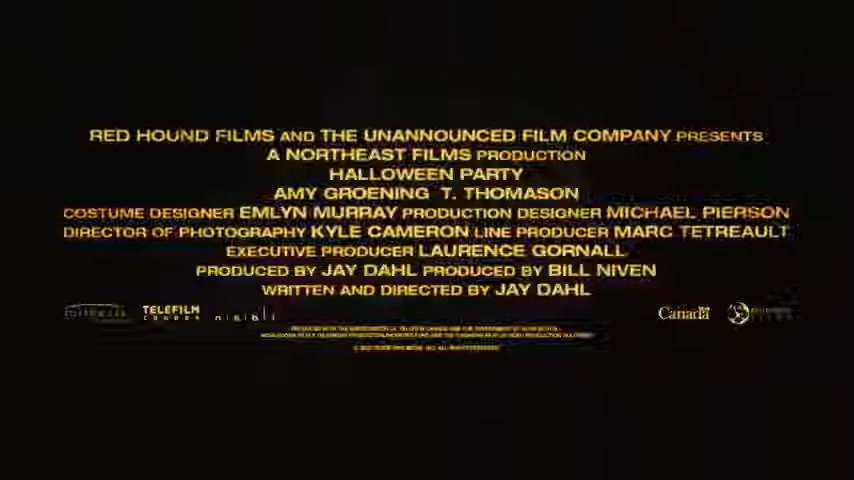 RED HOUND FILMS AND THE UNANNOUNCED FILM COMPANY PRESENTS
A NORTHEAST FILMS PRODUCTION
HALLOWEEN PARTY
AMY GROENING T. THOMASON
COSTUME DESIGNER EMLYN MURRAY PRODUCTION DESIGNER MICHAEL PIERSON
DIRECTOR OF PHOTOGRAPHY KYLE CAMERON LINE PRODUCER MARC TETREAULT
EXECUTIVE PRODUCER LAURENCE GORNALL
PRODUCED BY JAY DAHL PRODUCED BY BILL NIVEN
WRITTEN AND DIRECTED BY JAY DAHL
TELEFILM
CANADA
Canada